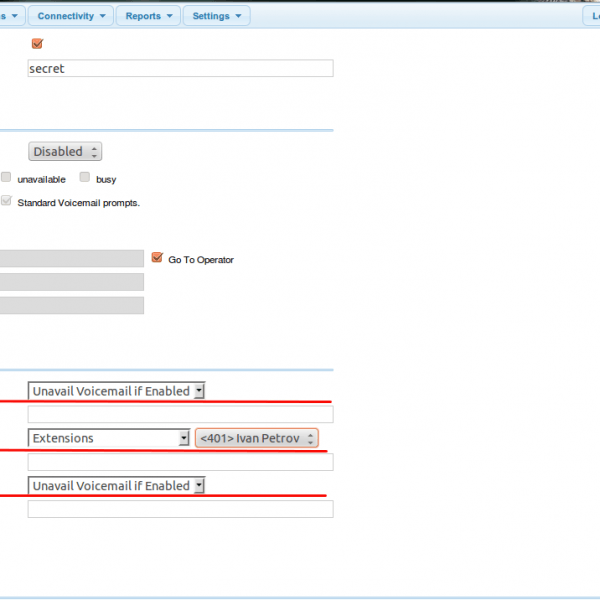 s Connectivity Reports Settings L
secret
Disabled
unavailable busy
Standard Voicemail prompts.
Go To Operator
Unavail Voicemail if Enabled
Extensions <401> Ivan Petrov
Unavail Voicemail if Enabled